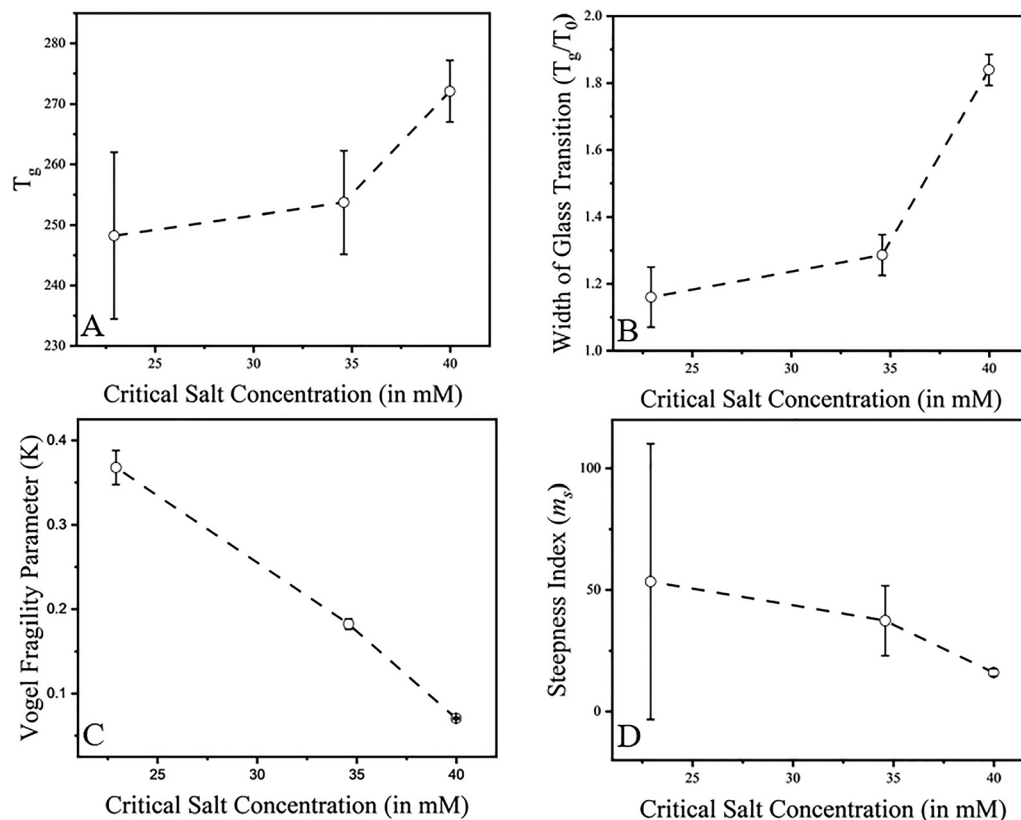 280
270
T_g
260
250
240
A
230
25
30
35
40
Critical Salt Concentration (in mM)
2.0
Width of Glass Transition (T_g/T_0)
1.8
1.6
1.4
1.2
B
1.0
25
30
35
40
Critical Salt Concentration (in mM)
Vogel Fragility Parameter (K)
0.4
0.3
0.2
0.1
C
25
30
35
40
Critical Salt Concentration (in mM)
Steepness Index (m_s)
100
50
0
D
25
30
35
40
Critical Salt Concentration (in mM)